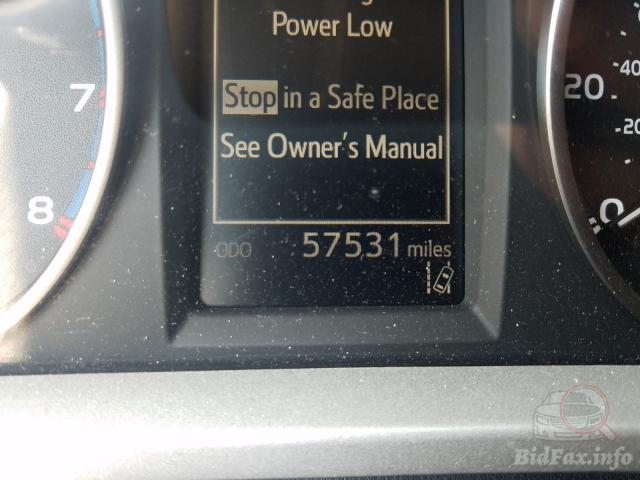 Power Low
Stop in a Safe Place
See Owner's Manual
ODO 57531 miles
7
8
20
0
40
20
BidFax.info